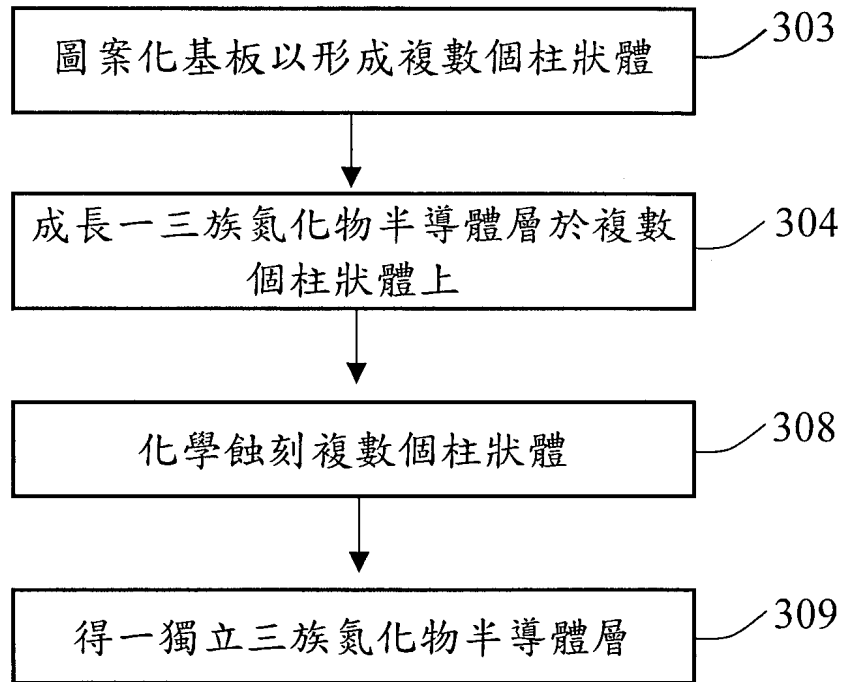 圖案化基板以形成複數個柱狀體
303
成長一三族氮化物半導體層於複數
個柱狀體上
304
化學蝕刻複數個柱狀體
308
得一獨立三族氮化物半導體層
309